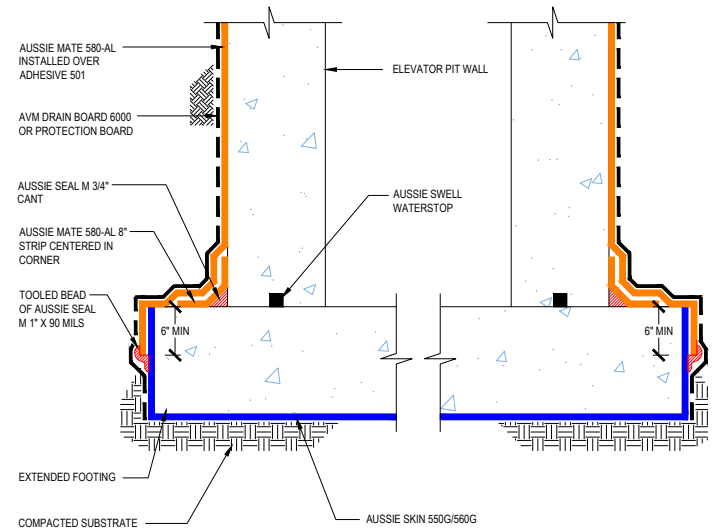 AUSSIE MATE 580-AL
INSTALLED OVER
ADHESIVE 501
AVM DRAIN BOARD 6000
OR PROTECTION BOARD
AUSSIE SEAL M 3/4"
CANT
AUSSIE MATE 580-AL 8"
STRIP CENTERED IN
CORNER
TOOLED BEAD
OF AUSSIE SEAL
M 1" X 90 MILS
EXTENDED FOOTING
COMPACTED SUBSTRATE
6" MIN
ELEVATOR PIT WALL
AUSSIE SWELL
WATERSTOP
6" MIN
AUSSIE SKIN 550G/560G